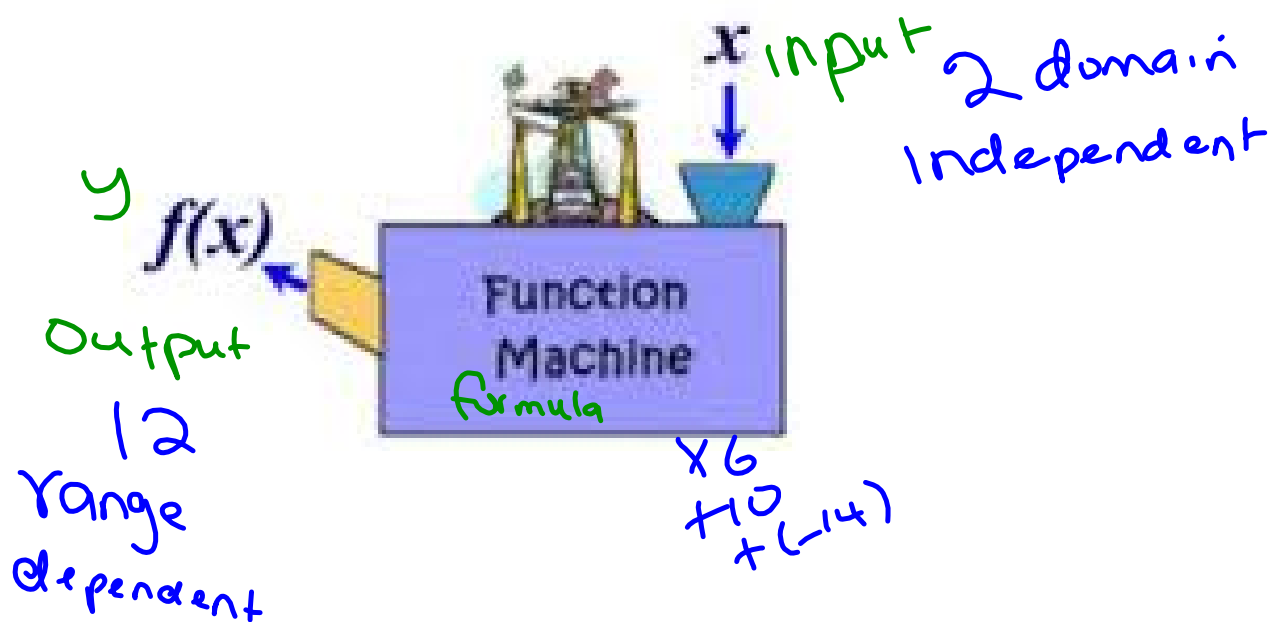 x input
2 domain
Independent
y
f(x)
Output
12
range
dependent
Function
Machine
formula
x6
+10
+(-14)